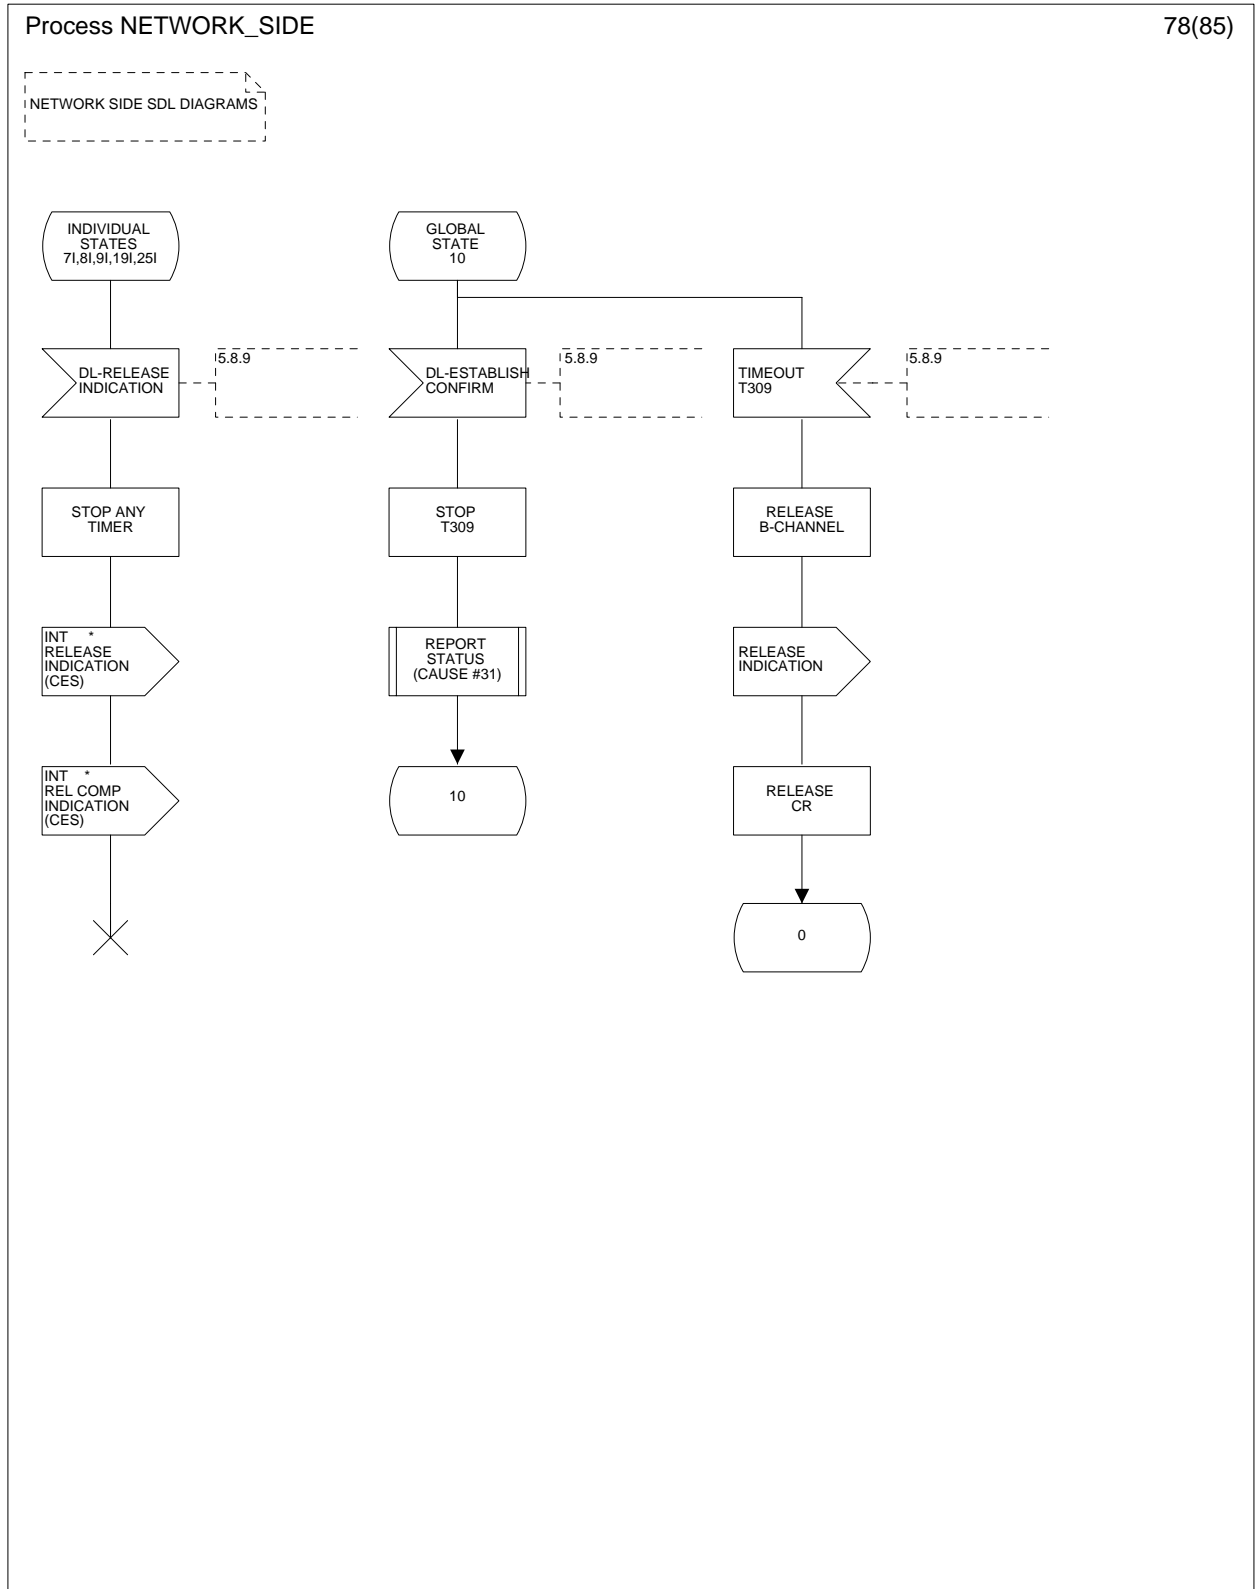 Process NETWORK_SIDE
78(85)
NETWORK SIDE SDL DIAGRAMS
INDIVIDUAL
STATES
7I,8I,9I,19I,25I
DL-RELEASE
INDICATION
5.8.9
STOP ANY
TIMER
INT *
RELEASE
INDICATION
(CES)
INT *
REL COMP
INDICATION
(CES)
GLOBAL
STATE
10
DL-ESTABLISH
CONFIRM
5.8.9
STOP
T309
REPORT
STATUS
(CAUSE #31)
10
TIMEOUT
T309
5.8.9
RELEASE
B-CHANNEL
RELEASE
INDICATION
RELEASE
CR
0